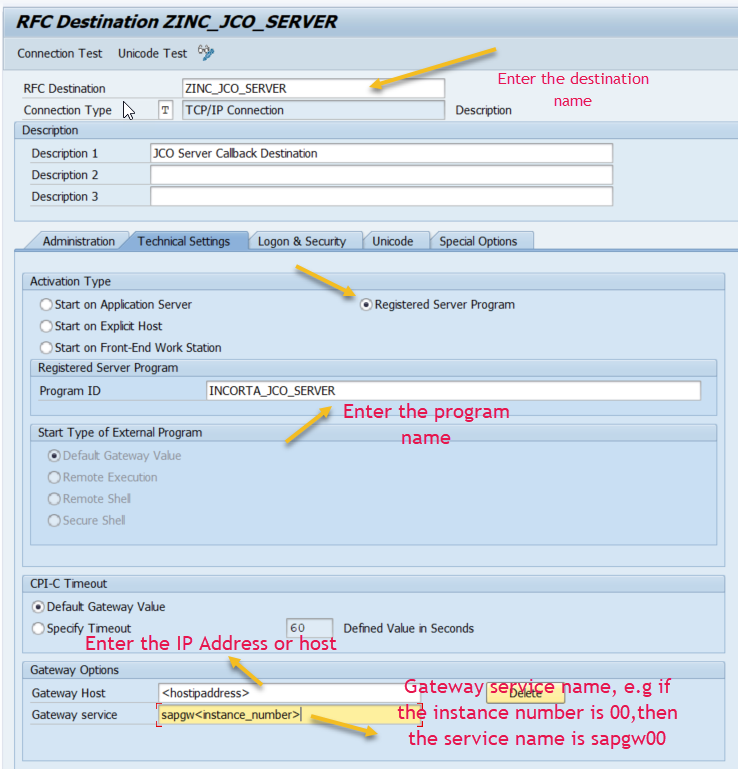 RFC Destination ZINC_JCO_SERVER
Connection Test Unicode Test
RFC Destination ZINC_JCO_SERVER
Enter the destination
name
Connection Type T TCP/IP Connection Description
Description
Description 1 JCO Server Callback Destination
Description 2
Description 3
Administration Technical Settings Logon & Security Unicode Special Options
Activation Type
Start on Application Server Registered Server Program
Start on Explicit Host
Start on Front-End Work Station
Registered Server Program
Program ID INCORTA_JCO_SERVER
Enter the program
name
Start Type of External Program
Default Gateway Value
Remote Execution
Remote Shell
Secure Shell
CPI-C Timeout
Default Gateway Value
Specify Timeout 60 Defined Value in Seconds
Enter the IP Address or host
Gateway Options
Gateway Host <hostipaddress> Delete
Gateway service sapgw<instance_number>
Gateway service name, e.g if
the instance number is 00,then
the service name is sapgw00